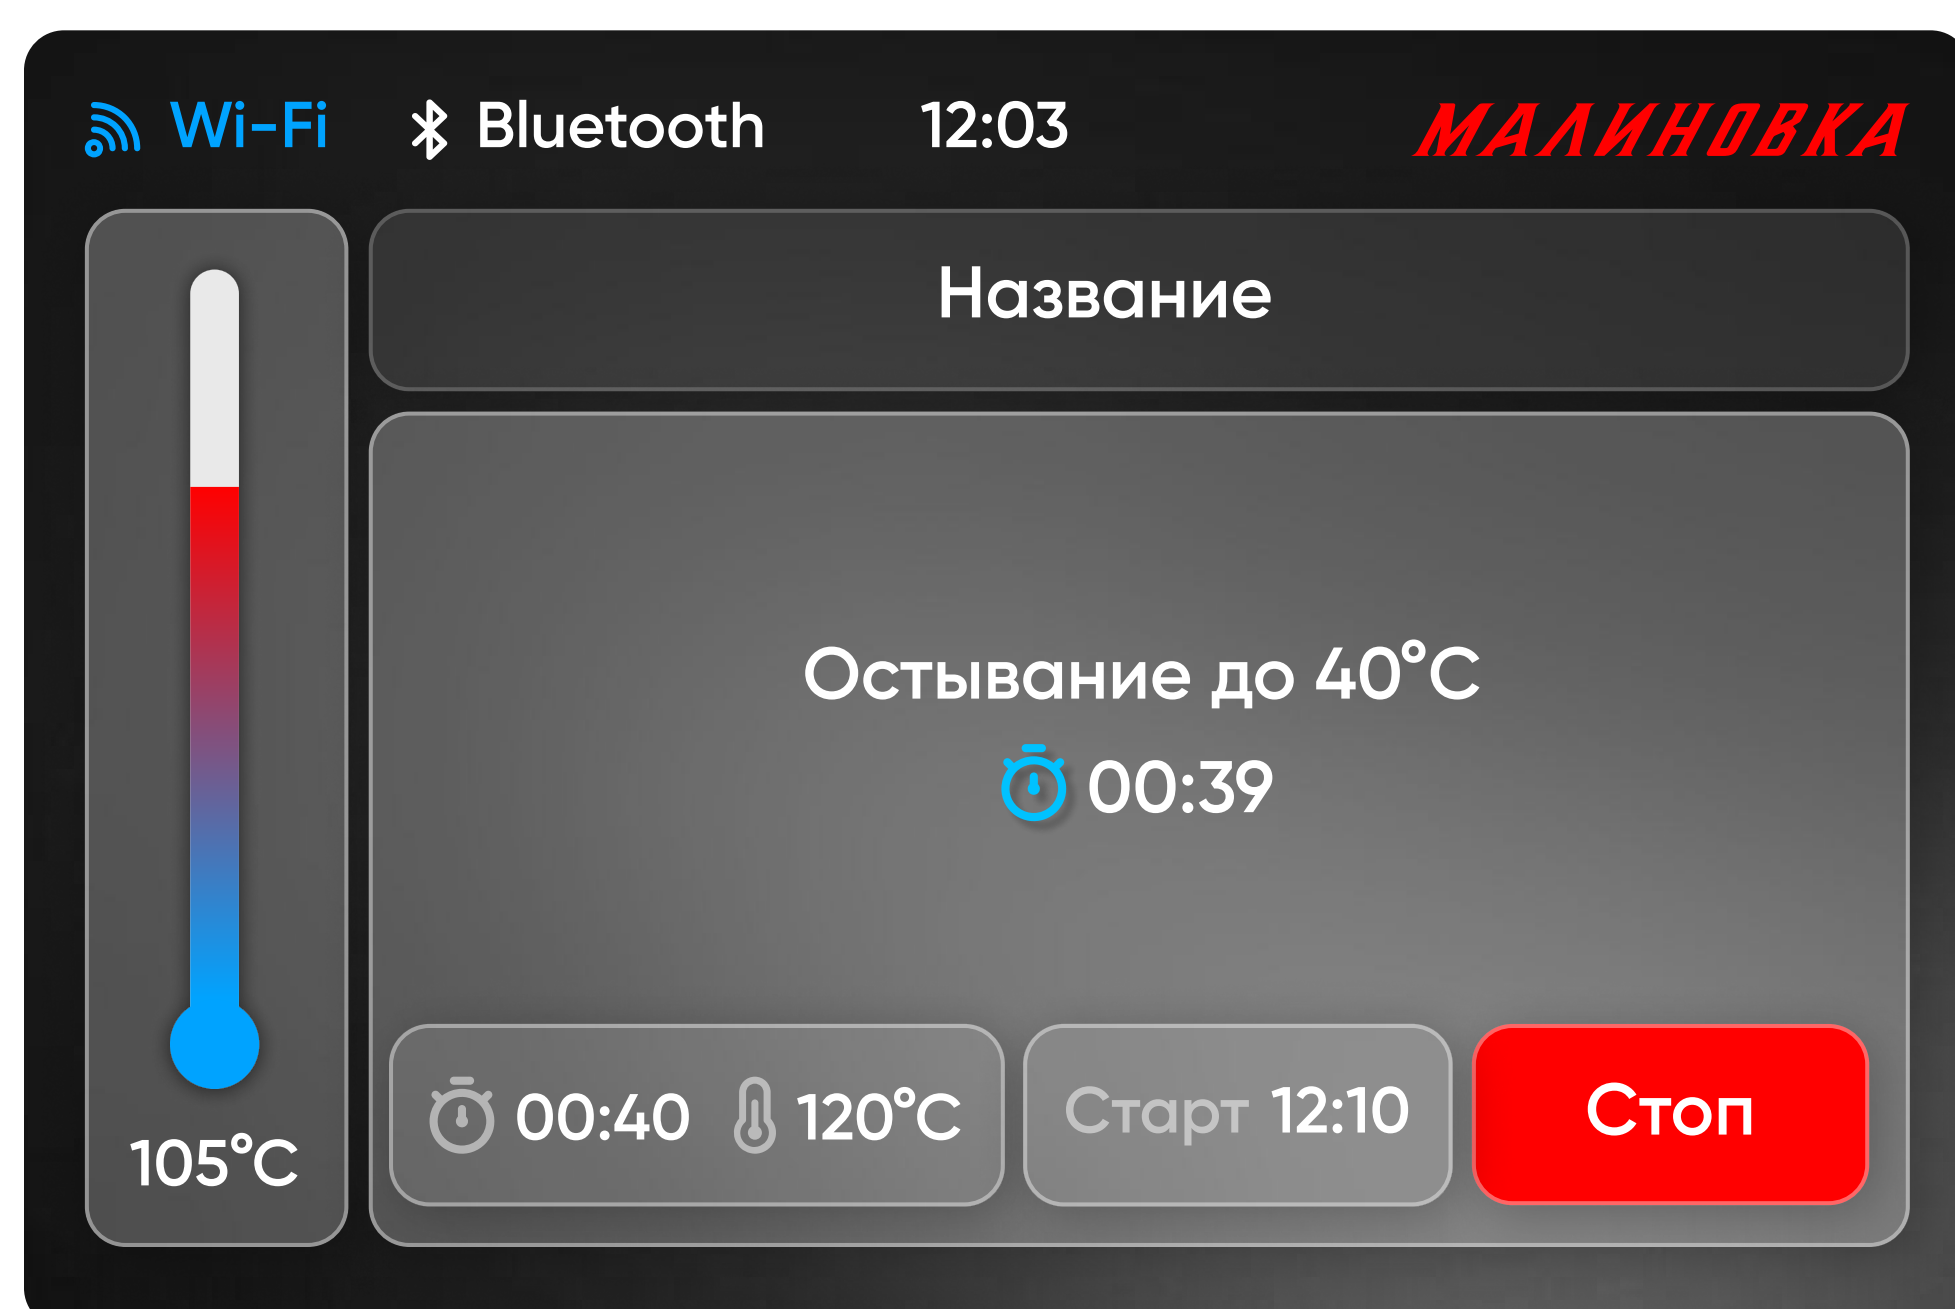 Wi-Fi Bluetooth 12:03 МАЛИНОВКА
Название
Остывание до 40°C
00:39
00:40 120°C Старт 12:10 Стоп
105°C